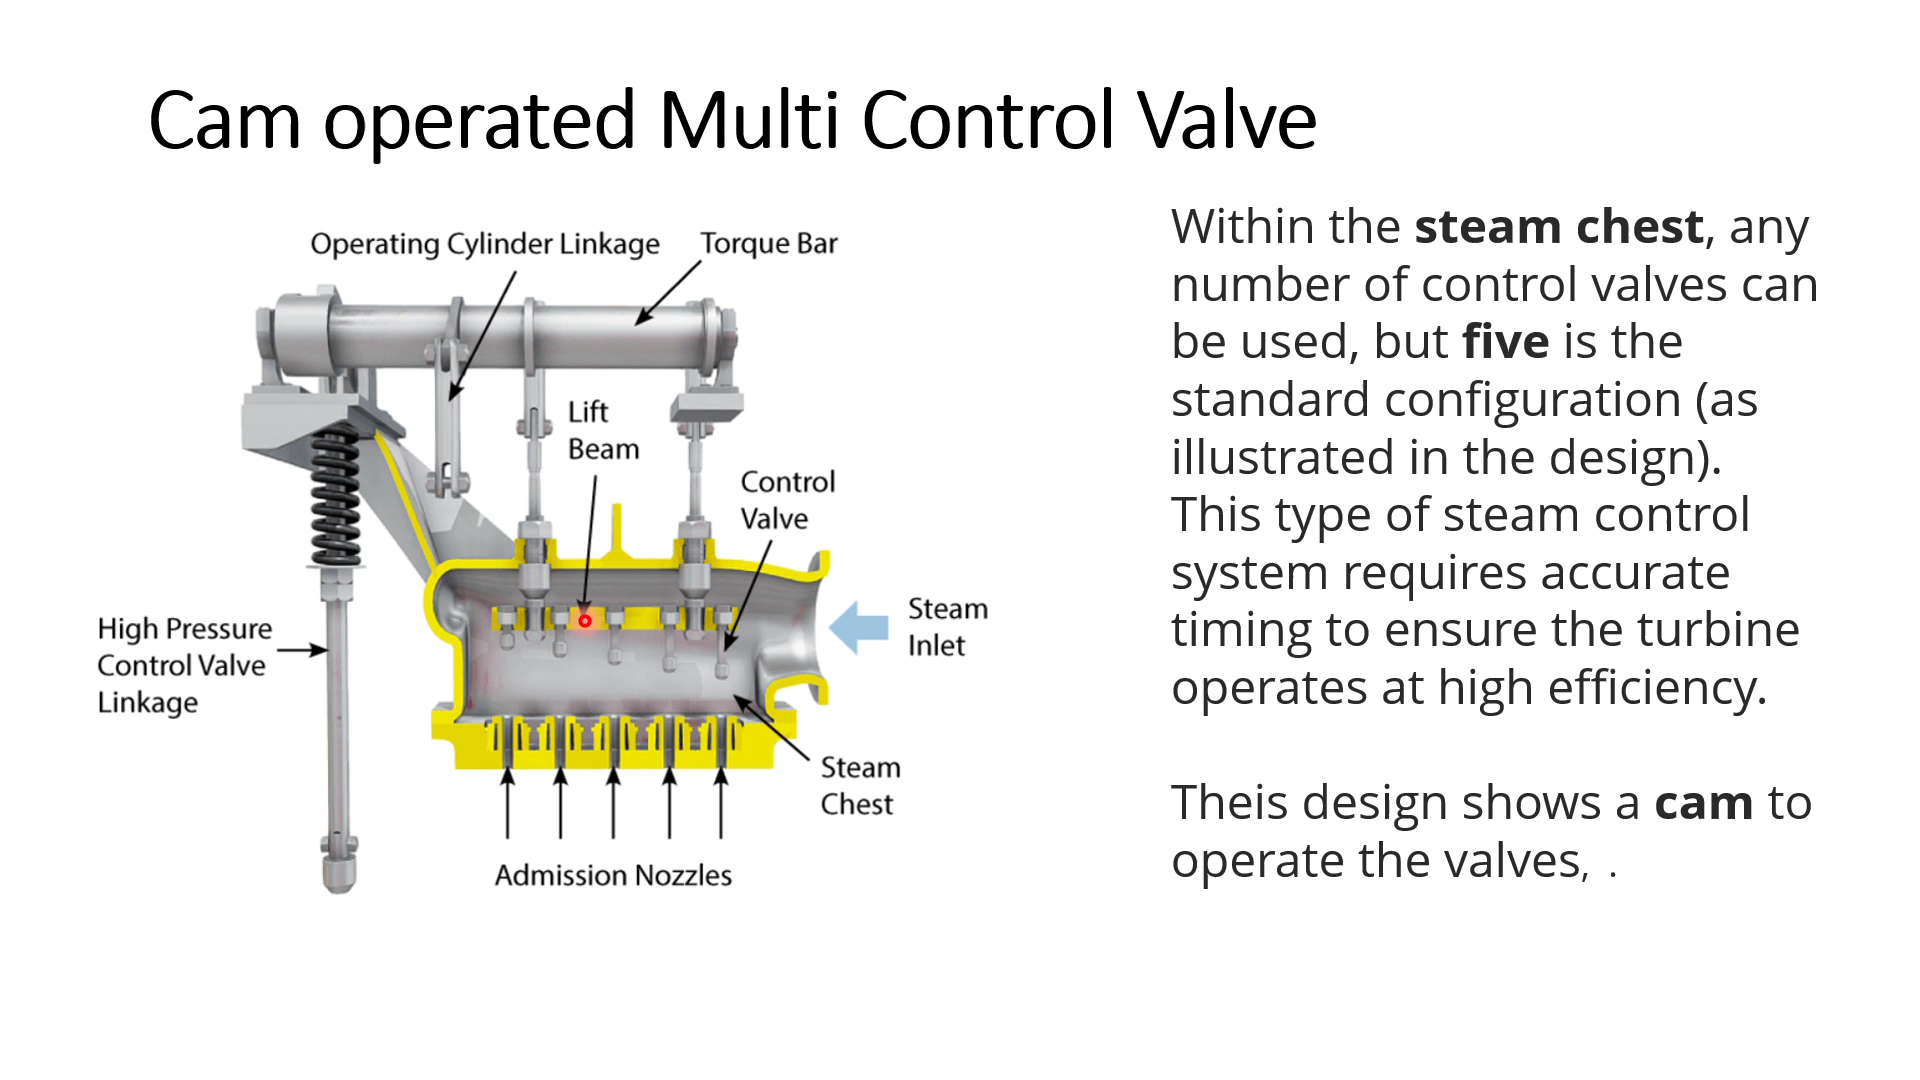 Cam operated Multi Control Valve
Operating Cylinder Linkage
Torque Bar
Lift
Beam
Control
Valve
High Pressure
Control Valve
Linkage
Steam
Inlet
Steam
Chest
Admission Nozzles
Within the steam chest, any
number of control valves can
be used, but five is the
standard configuration (as
illustrated in the design).
This type of steam control
system requires accurate
timing to ensure the turbine
operates at high efficiency.
Theis design shows a cam to
operate the valves, .